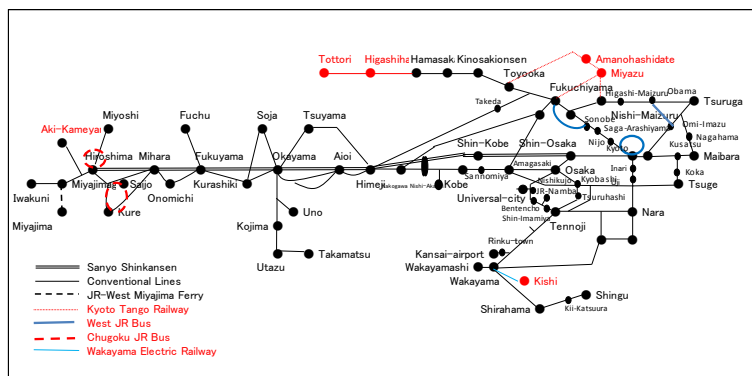 Tottori
Higashiha
Hamasak
Kinosakionsen
Amanohashidate
Toyooka
Miyazu
Fukuchiyama
Higashi-Maizuru
Obama
Takeda
Tsuruga
Miyoshi
Fuchu
Soja
Tsuyama
Sonobe
Nishi-Maizuru
Saga-Arashiyama
Omi-Imazu
Aki-Kameyar
Nijo
Nagahama
Kyoto
Kusatsu
Shin-Kobe
Shin-Osaka
Hiroshima
Mihara
Fukuyama
Okayama
Aioi
Maibara
Himeji
Nishi-Ak
Kobe
Sannomiya
Amagasaki
Osaka
Inari
Uji
Koka
Iwakuni
Miyajimag
Saijo
Onomichi
Kurashiki
Nishikujo
Kyobashi
Tsuge
Universal-city
JR-Namba
Tsuruhashi
Miyajima
Kure
Uno
Bentencho
Shin-Imamiya
Nara
Kojima
Tennoji
Rinku-town
Kansai-airport
Utazu
Takamatsu
Wakayamashi
Wakayama
Kishi
Shingu
Kii-Katsuura
Shirahama
Sanyo Shinkansen
Conventional Lines
JR-West Miyajima Ferry
Kyoto Tango Railway
West JR Bus
Chugoku JR Bus
Wakayama Electric Railway